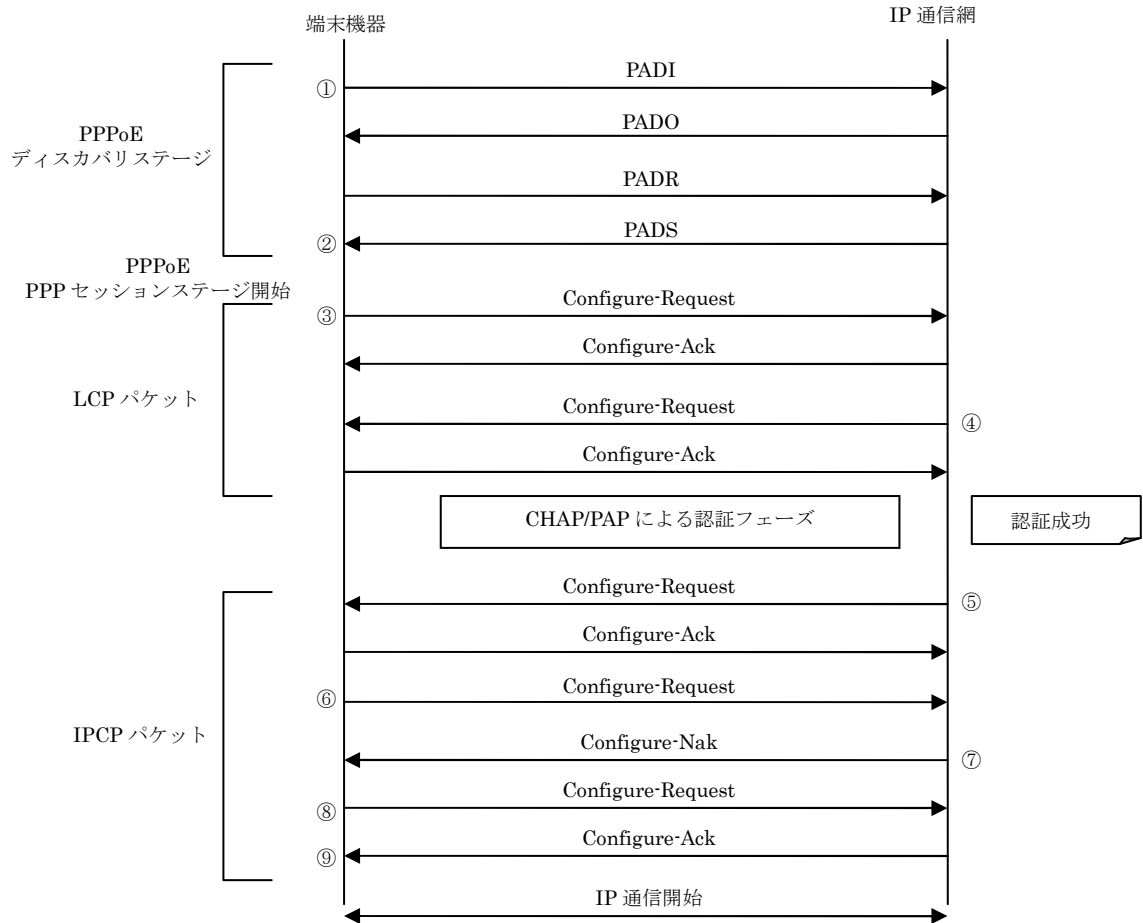 端末機器
IP 通信網
PADI
①
PADO
PPPoE
ディスカバリステージ
PADR
PADS
②
PPPoE
PPP セッションステージ開始
Configure-Request
③
Configure-Ack
LCP パケット
Configure-Request
④
Configure-Ack
CHAP/PAP による認証フェーズ
認証成功
Configure-Request
⑤
Configure-Ack
Configure-Request
⑥
IPCP パケット
Configure-Nak
⑦
Configure-Request
⑧
Configure-Ack
⑨
IP 通信開始